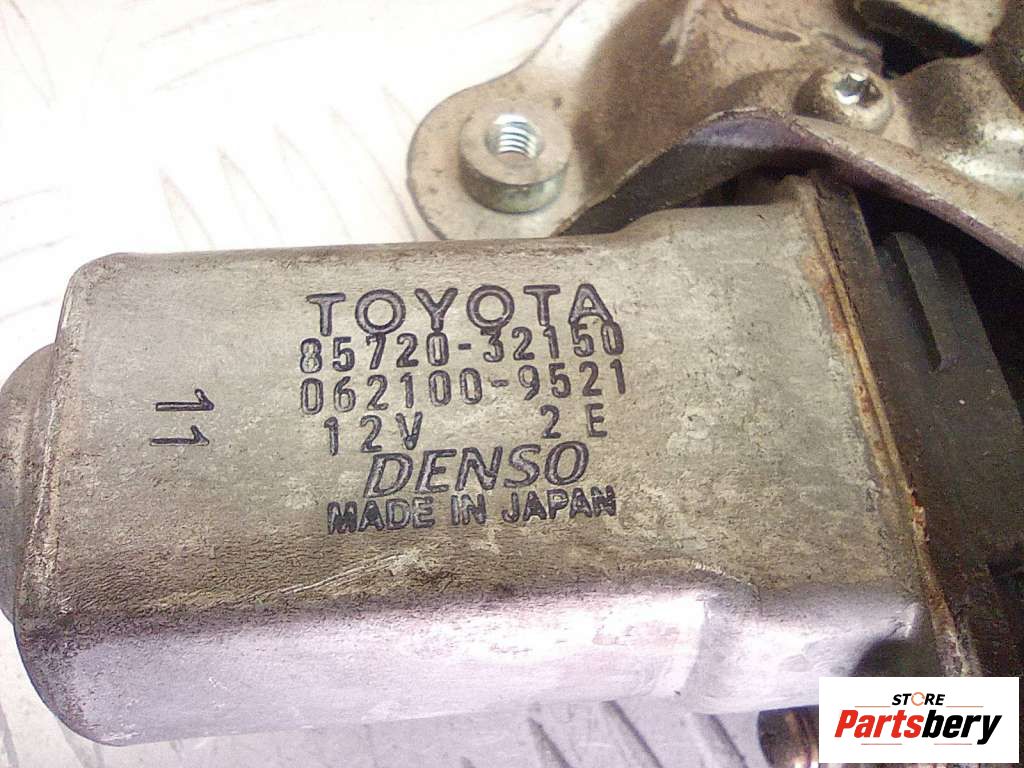 TOYOTA
85720-32150
062100-9521
12V 2E
DENSO
MADE IN JAPAN
11
STORE
Partsbery